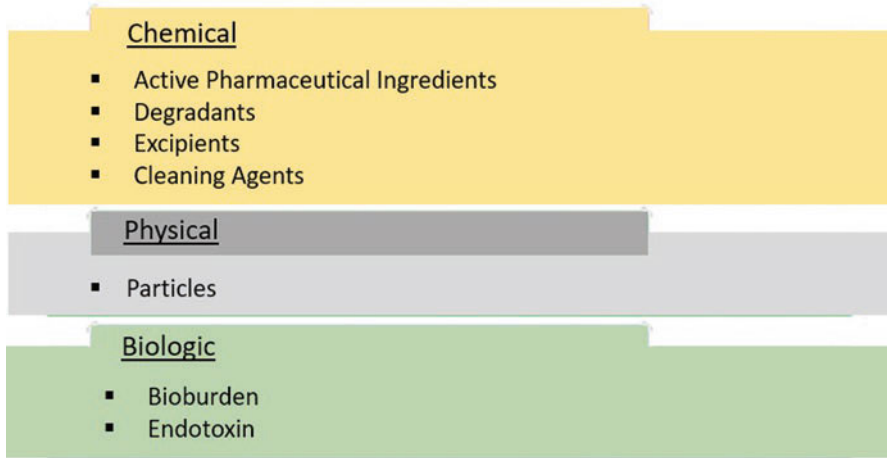 Chemical
▪ Active Pharmaceutical Ingredients
▪ Degradants
▪ Excipients
▪ Cleaning Agents
Physical
▪ Particles
Biologic
▪ Bioburden
▪ Endotoxin